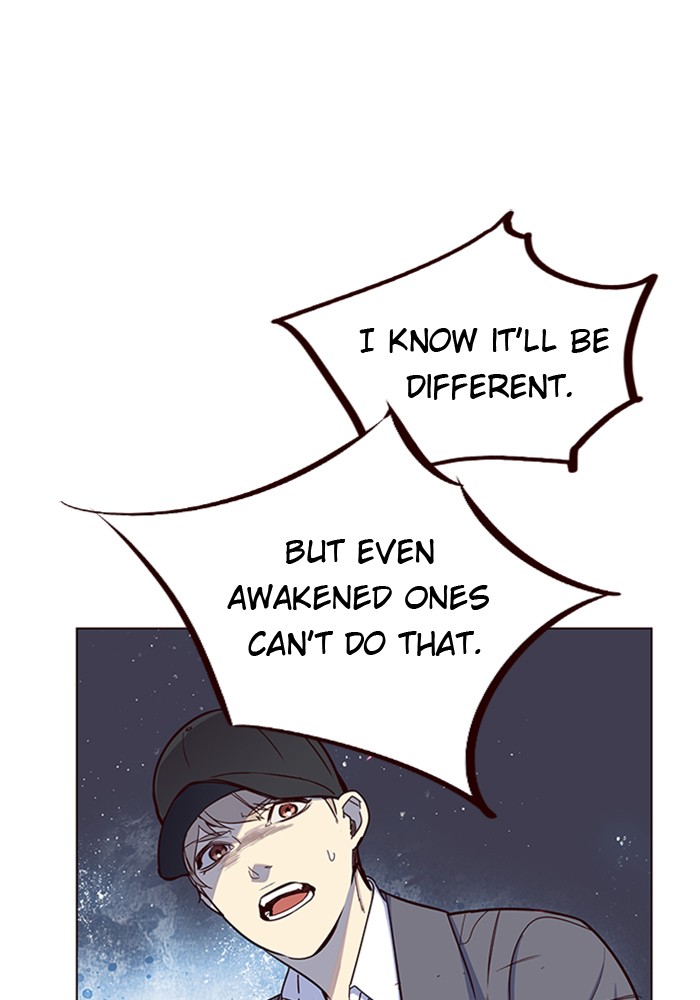 I KNOW IT'LL BE
DIFFERENT.
BUT EVEN
AWAKENED ONES
CAN'T DO THAT.